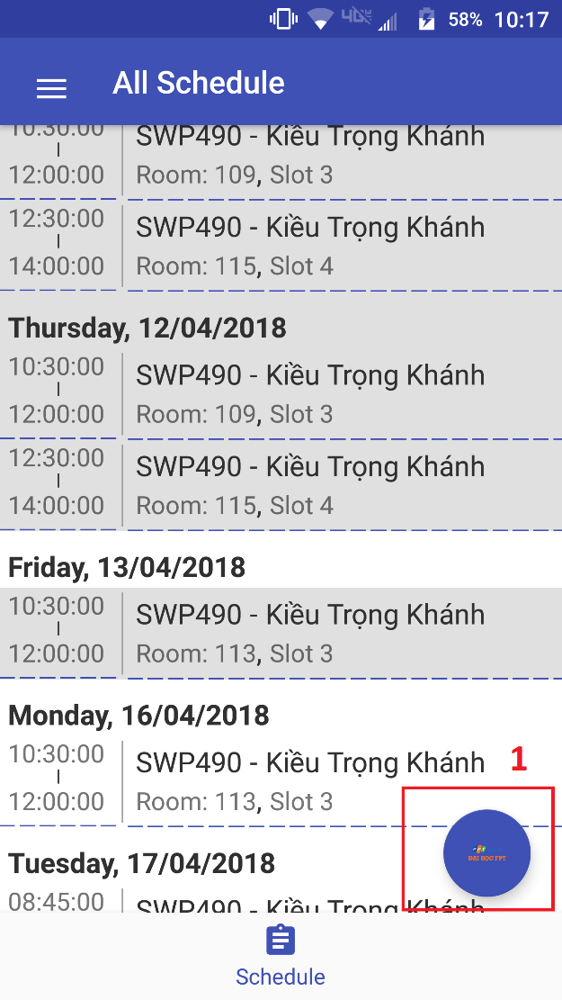 58% 10:17
All Schedule
10:30:00
SWP490 - Kiều Trọng Khánh
12:00:00
Room: 109, Slot 3
12:30:00
SWP490 - Kiều Trọng Khánh
14:00:00
Room: 115, Slot 4
Thursday, 12/04/2018
10:30:00
SWP490 - Kiều Trọng Khánh
12:00:00
Room: 109, Slot 3
12:30:00
SWP490 - Kiều Trọng Khánh
14:00:00
Room: 115, Slot 4
Friday, 13/04/2018
10:30:00
SWP490 - Kiều Trọng Khánh
12:00:00
Room: 113, Slot 3
Monday, 16/04/2018
10:30:00
SWP490 - Kiều Trọng Khánh
1
12:00:00
Room: 113, Slot 3
ĐẠI HỌC FPT
Tuesday, 17/04/2018
08:45:00
SWP490 - Kiều Trọng Khánh
Schedule